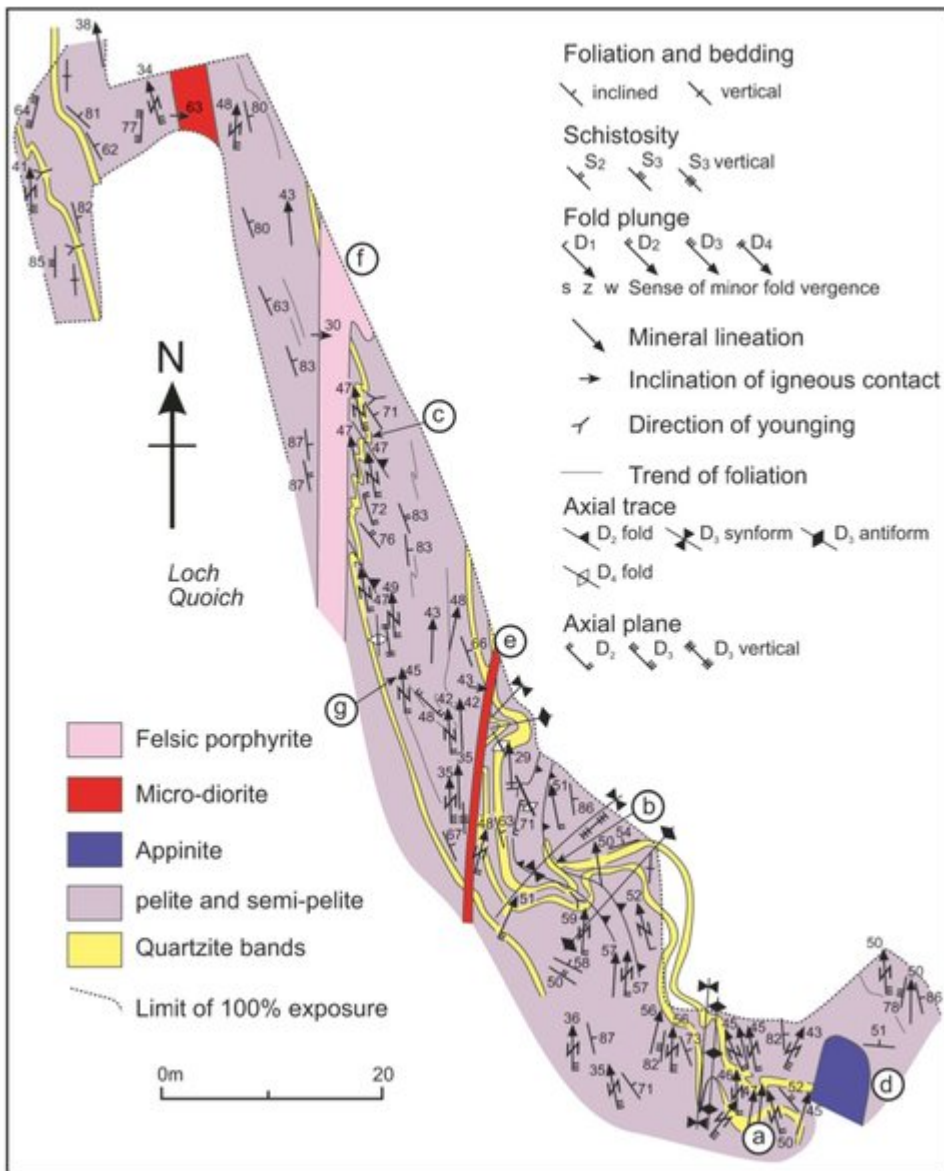 Foliation and bedding
inclined vertical
Schistosity
S2 S3 S3 vertical
Fold plunge
D1 D2 D3 D4
s z w Sense of minor fold vergence
Mineral lineation
Inclination of igneous contact
Direction of younging
Trend of foliation
Axial trace
D2 fold D3 synform D3 antiform
D4 fold
Axial plane
D2 D3 D3 vertical
N
Loch
Quoich
Felsic porphyrite
Micro-diorite
Appinite
pelite and semi-pelite
Quartzite bands
Limit of 100% exposure
0m 20
38
34
63
48
80
64
81
77
62
41
82
85
43
80
f
63
30
83
47
71
c
47
47
87
87
72
76
83
83
49
47
43
48
66
e
45
43
g
42
42
48
35
29
35
51
86
b
71
67
48
63
54
50
51
59
52
58
50
57
57
50
50
86
78
51
56
56
36
87
82
73
45
45
82
43
46
35
71
52
45
50
d
a